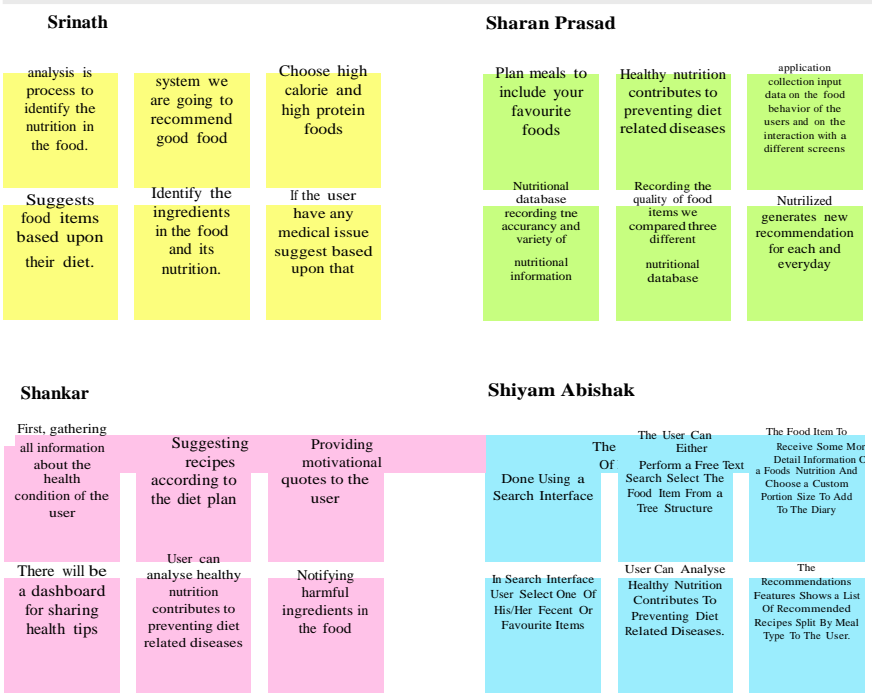 Srinath
analysis is
process to
identify the
nutrition in
the food.
system we
are going to
recommend
good food
Choose high
calorie and
high protein
foods
Suggests
food items
based upon
their diet.
Identify the
ingredients
in the food
and its
nutrition.
If the user
have any
medical issue
suggest based
upon that
Sharan Prasad
Plan meals to
include your
favourite
foods
Healthy nutrition
contributes to
preventing diet
related diseases
application
collection input
data on the food
behavior of the
users and on the
interaction with a
different screens
Nutritional
database
recording the
accurancy and
variety of
nutritional
information
Recording the
quality of food
items we
compared three
different
nutritional
database
Nutrilized
generates new
recommendation
for each and
everyday
Shankar
First, gathering
all information
about the
health
condition of the
user
Suggesting
recipes
according to
the diet plan
Providing
motivational
quotes to the
user
There will be
a dashboard
for sharing
health tips
User can
analyse healthy
nutrition
contributes to
preventing diet
related diseases
Notifying
harmful
ingredients in
the food
Shiyam Abishak
The
Of
Done Using a
Search Interface
The User Can
Either
Perform a Free Text
Search Select The
Food Item From a
Tree Structure
The Food Item To
Receive Some Mor
Detail Information O
a Foods Nutrition And
Choose a Custom
Portion Size To Add
To The Diary
In Search Interface
User Select One Of
His/Her Fecent Or
Favourite Items
User Can Analyse
Healthy Nutrition
Contributes To
Preventing Diet
Related Diseases.
The
Recommendations
Features Shows a List
Of Recommended
Recipes Split By Meal
Type To The User.